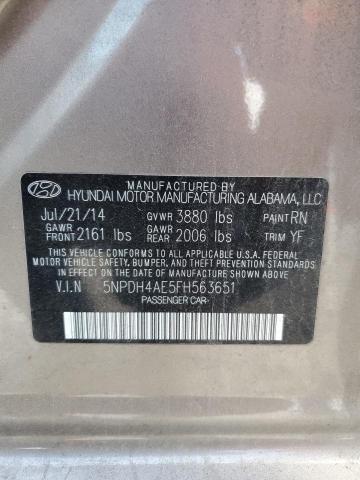 MANUFACTURED BY
HYUNDAI MOTOR MANUFACTURING ALABAMA, LLC.
Jul/21/14 GVWR 3880 lbs PAINT RN
GAWR FRONT 2161 lbs GAWR REAR 2006 lbs TRIM YF
THIS VEHICLE CONFORMS TO ALL APPLICABLE U.S.A. FEDERAL
MOTOR VEHICLE SAFETY, BUMPER, AND THEFT PREVENTION
STANDARDS IN EFFECT ON THE DATE OF MANUFACTURE SHOWN ABOVE.
V.I.N 5NPDH4AE5FH563651
PASSENGER CAR